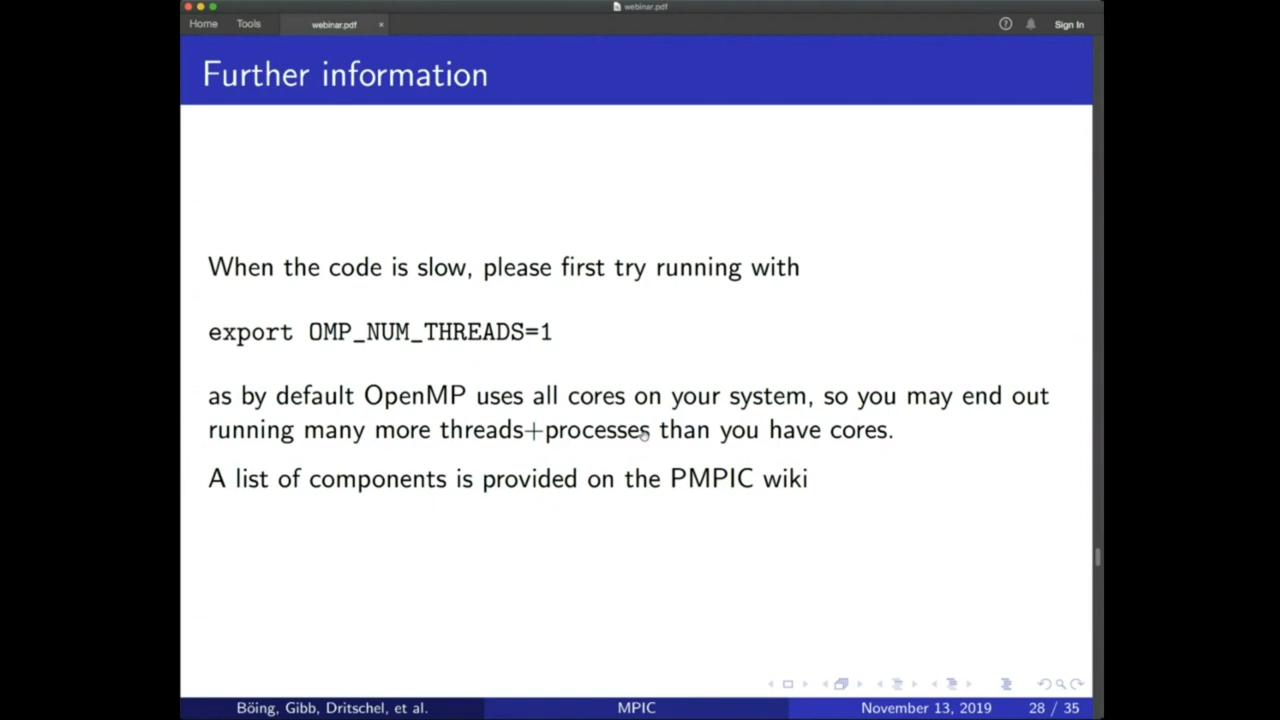 webinar.pdf
Home Tools webinar.pdf × ? Sign In
Further information
When the code is slow, please first try running with
export OMP_NUM_THREADS=1
as by default OpenMP uses all cores on your system, so you may end out
running many more threads+processes than you have cores.
A list of components is provided on the PMPIC wiki
Böing, Gibb, Dritschel, et al. MPIC November 13, 2019 28 / 35